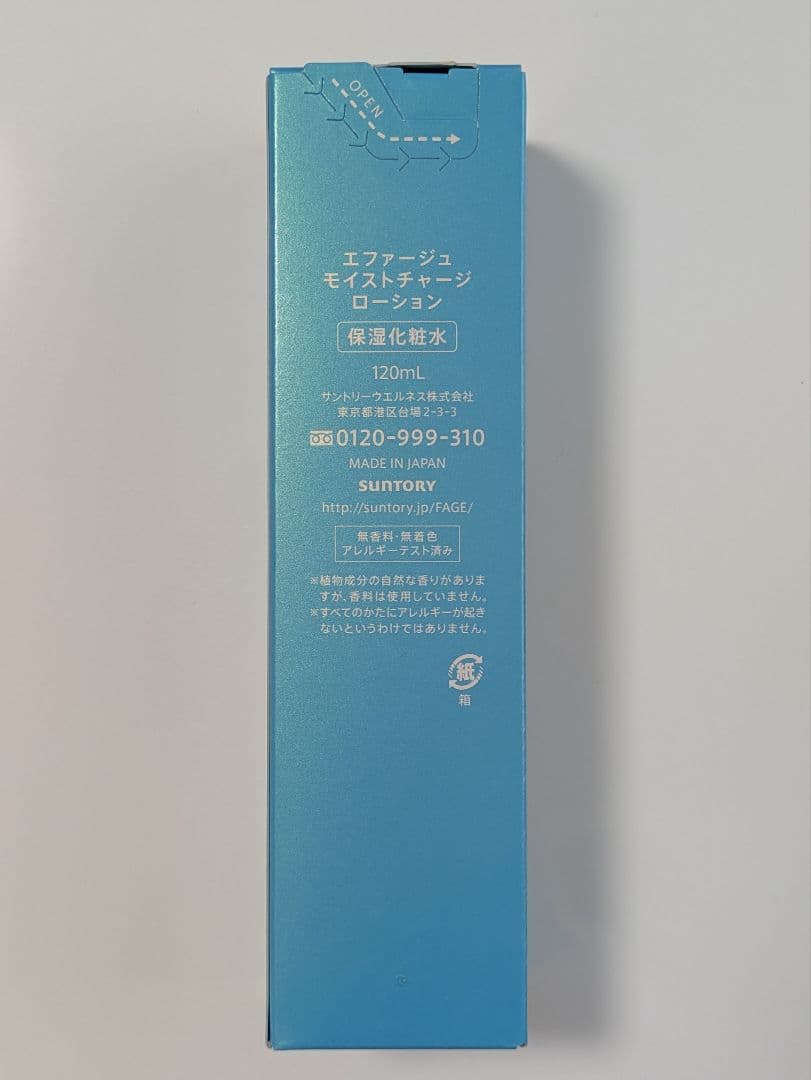 OPEN
エファージュ
モイストチャージ
ローション
保湿化粧水
120mL
サントリーウエルネス株式会社
東京都港区台場2-3-3
0120-999-310
MADE IN JAPAN
SUNTORY
http://suntory.jp/FAGE/
無香料・無着色
アレルギーテスト済み
※植物成分の自然な香りがありま
すが、香料は使用していません。
※すべてのかたにアレルギーが起き
ないというわけではありません。
紙
箱